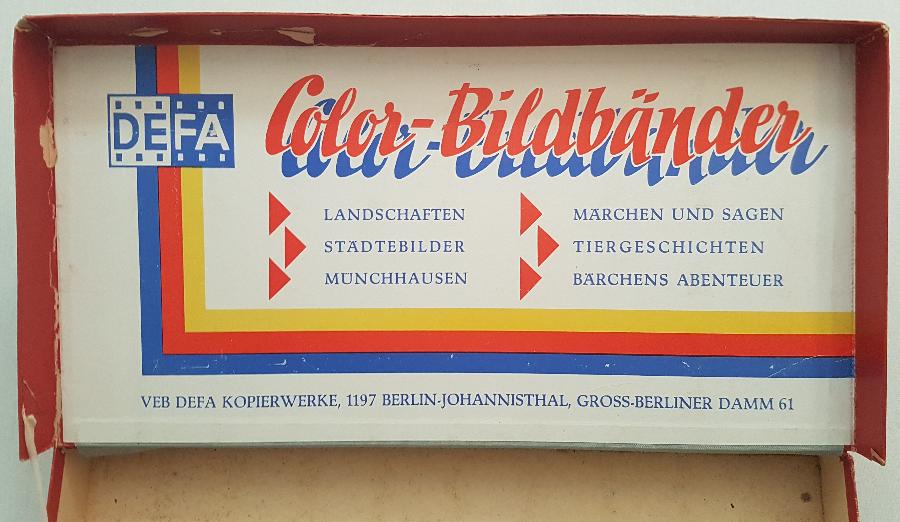 DEFA
Color-Bildbänder
LANDSCHAFTEN
STÄDTEBILDER
MÜNCHHAUSEN
MÄRCHEN UND SAGEN
TIERGESCHICHTEN
BÄRCHENS ABENTEUER
VEB DEFA KOPIERWERKE, 1197 BERLIN-JOHANNISTHAL, GROSS-BERLINER DAMM 61